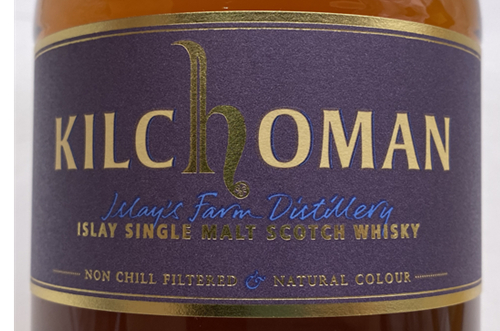 KILChOMAN
Islay's Farm Distillery
ISLAY SINGLE MALT SCOTCH WHISKY
NON CHILL FILTERED & NATURAL COLOUR